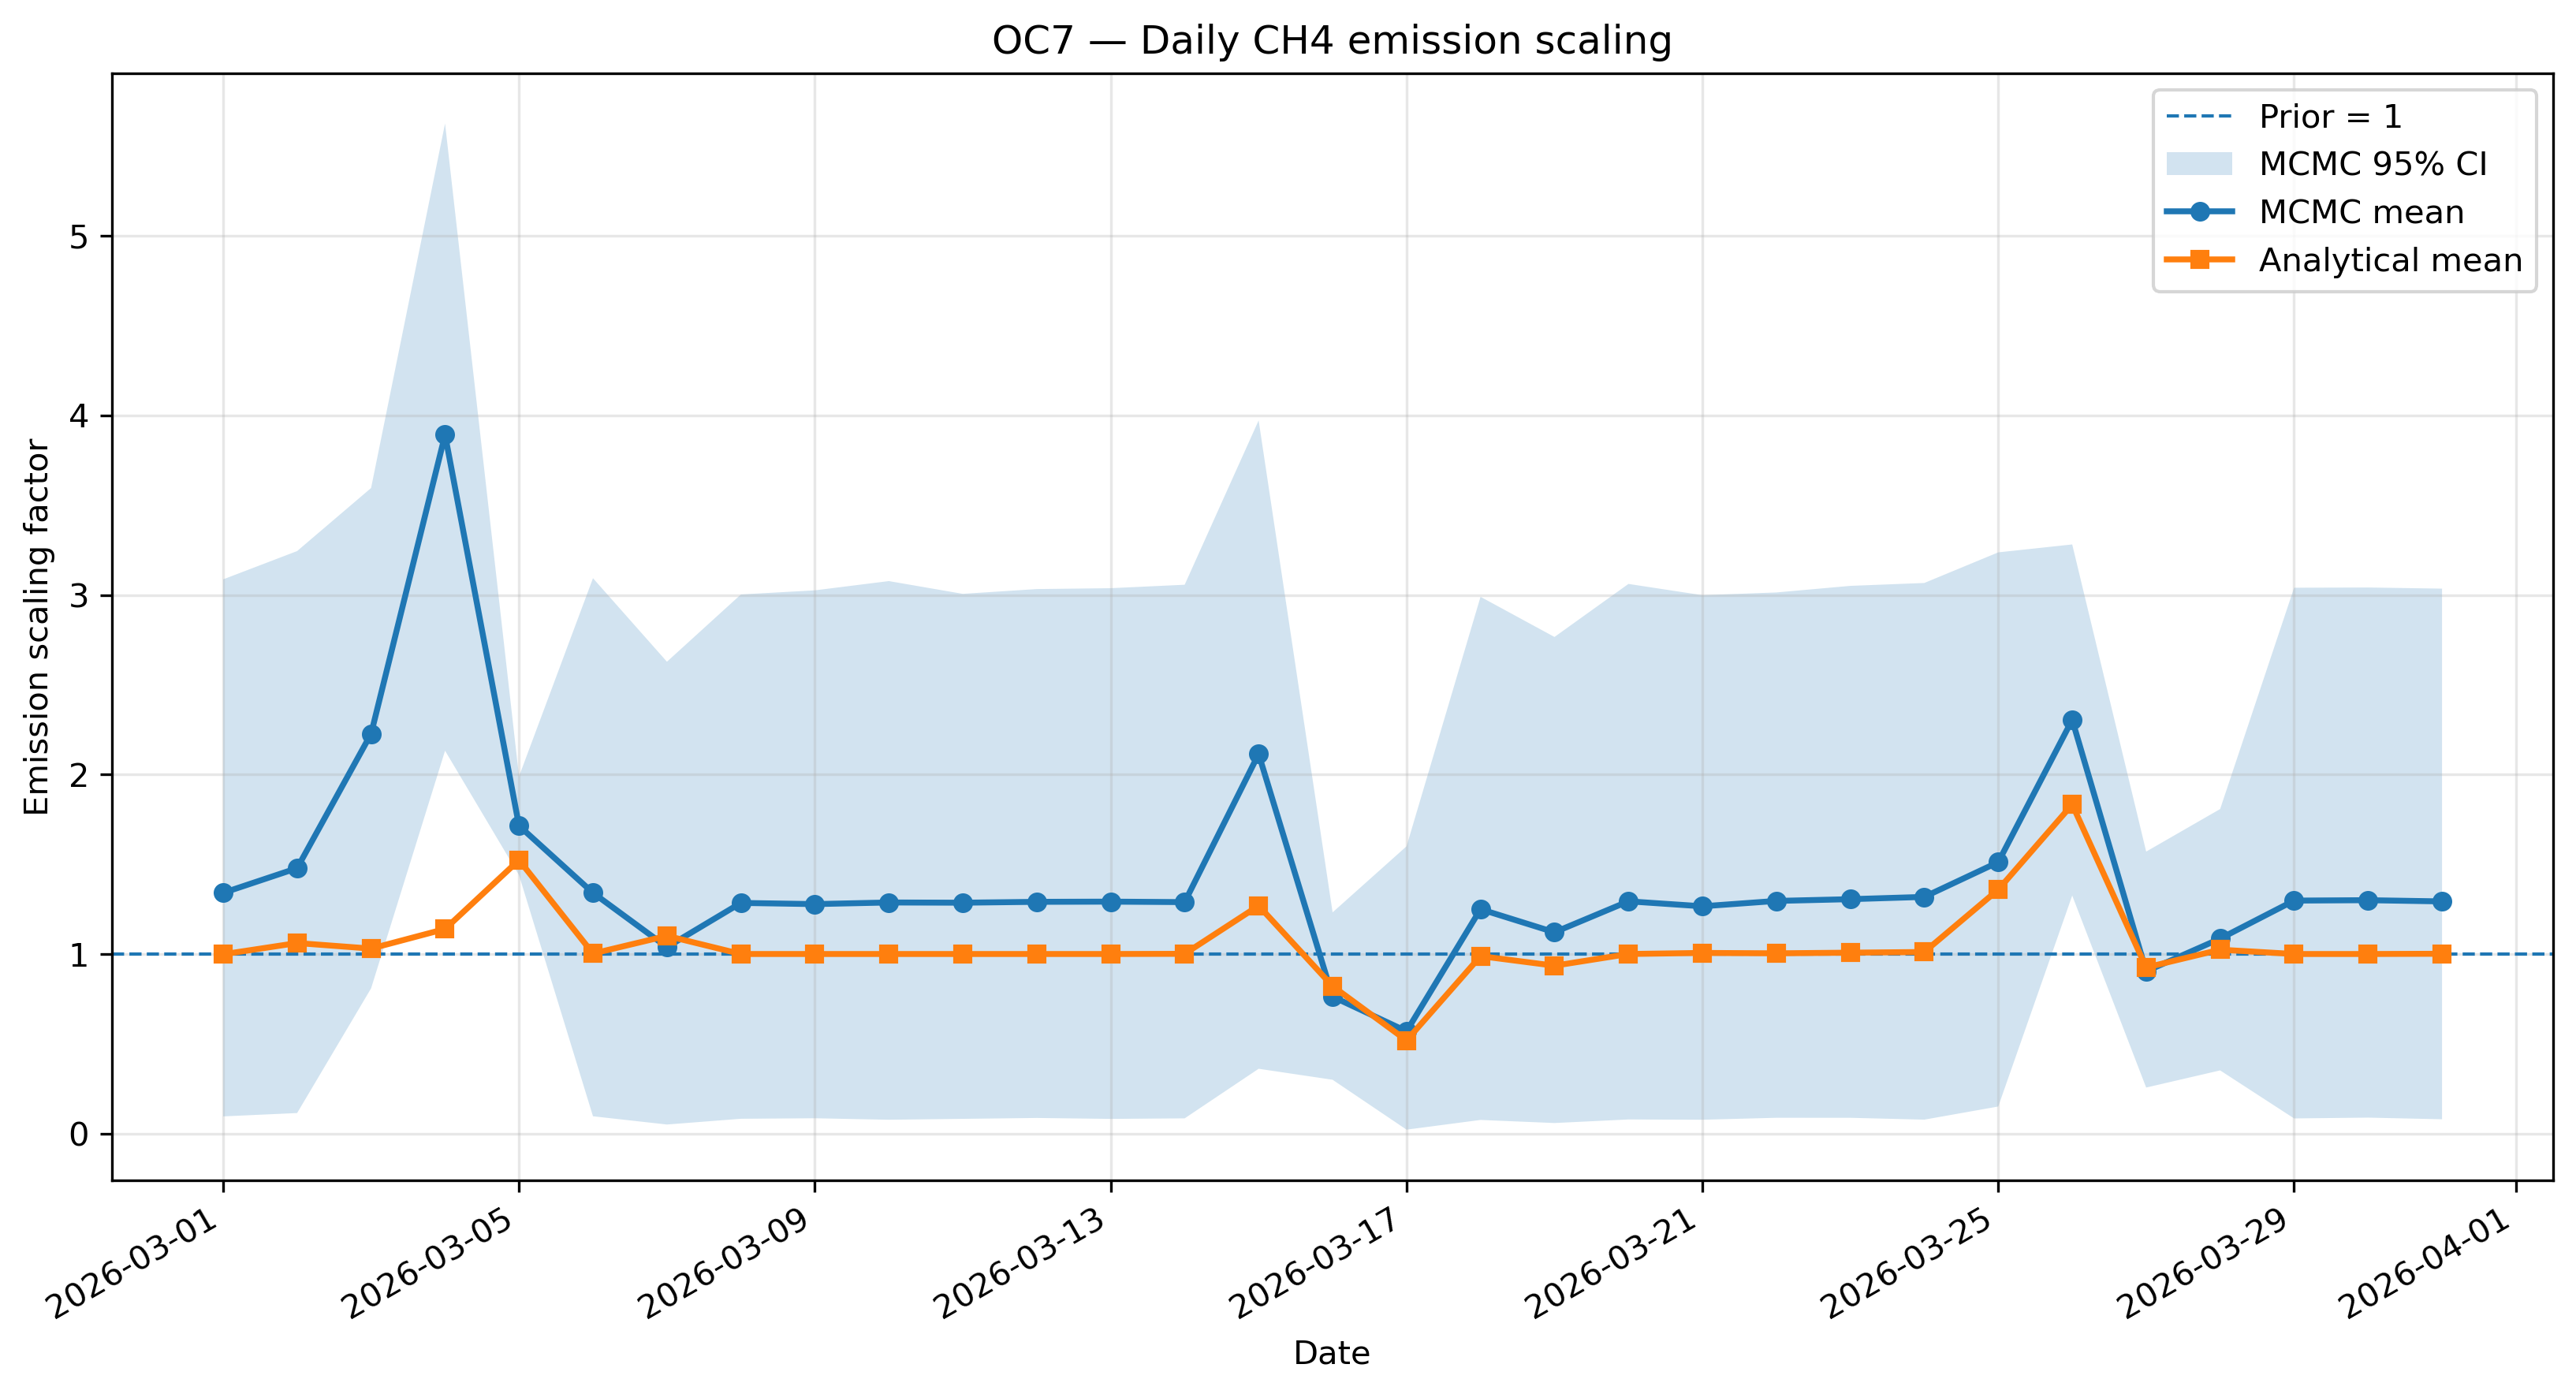 OC7 — Daily CH4 emission scaling
Prior = 1
MCMC 95% CI
MCMC mean
Analytical mean
Emission scaling factor
5
4
3
2
1
0
2026-03-01
2026-03-05
2026-03-09
2026-03-13
2026-03-17
2026-03-21
2026-03-25
2026-03-29
2026-04-01
Date